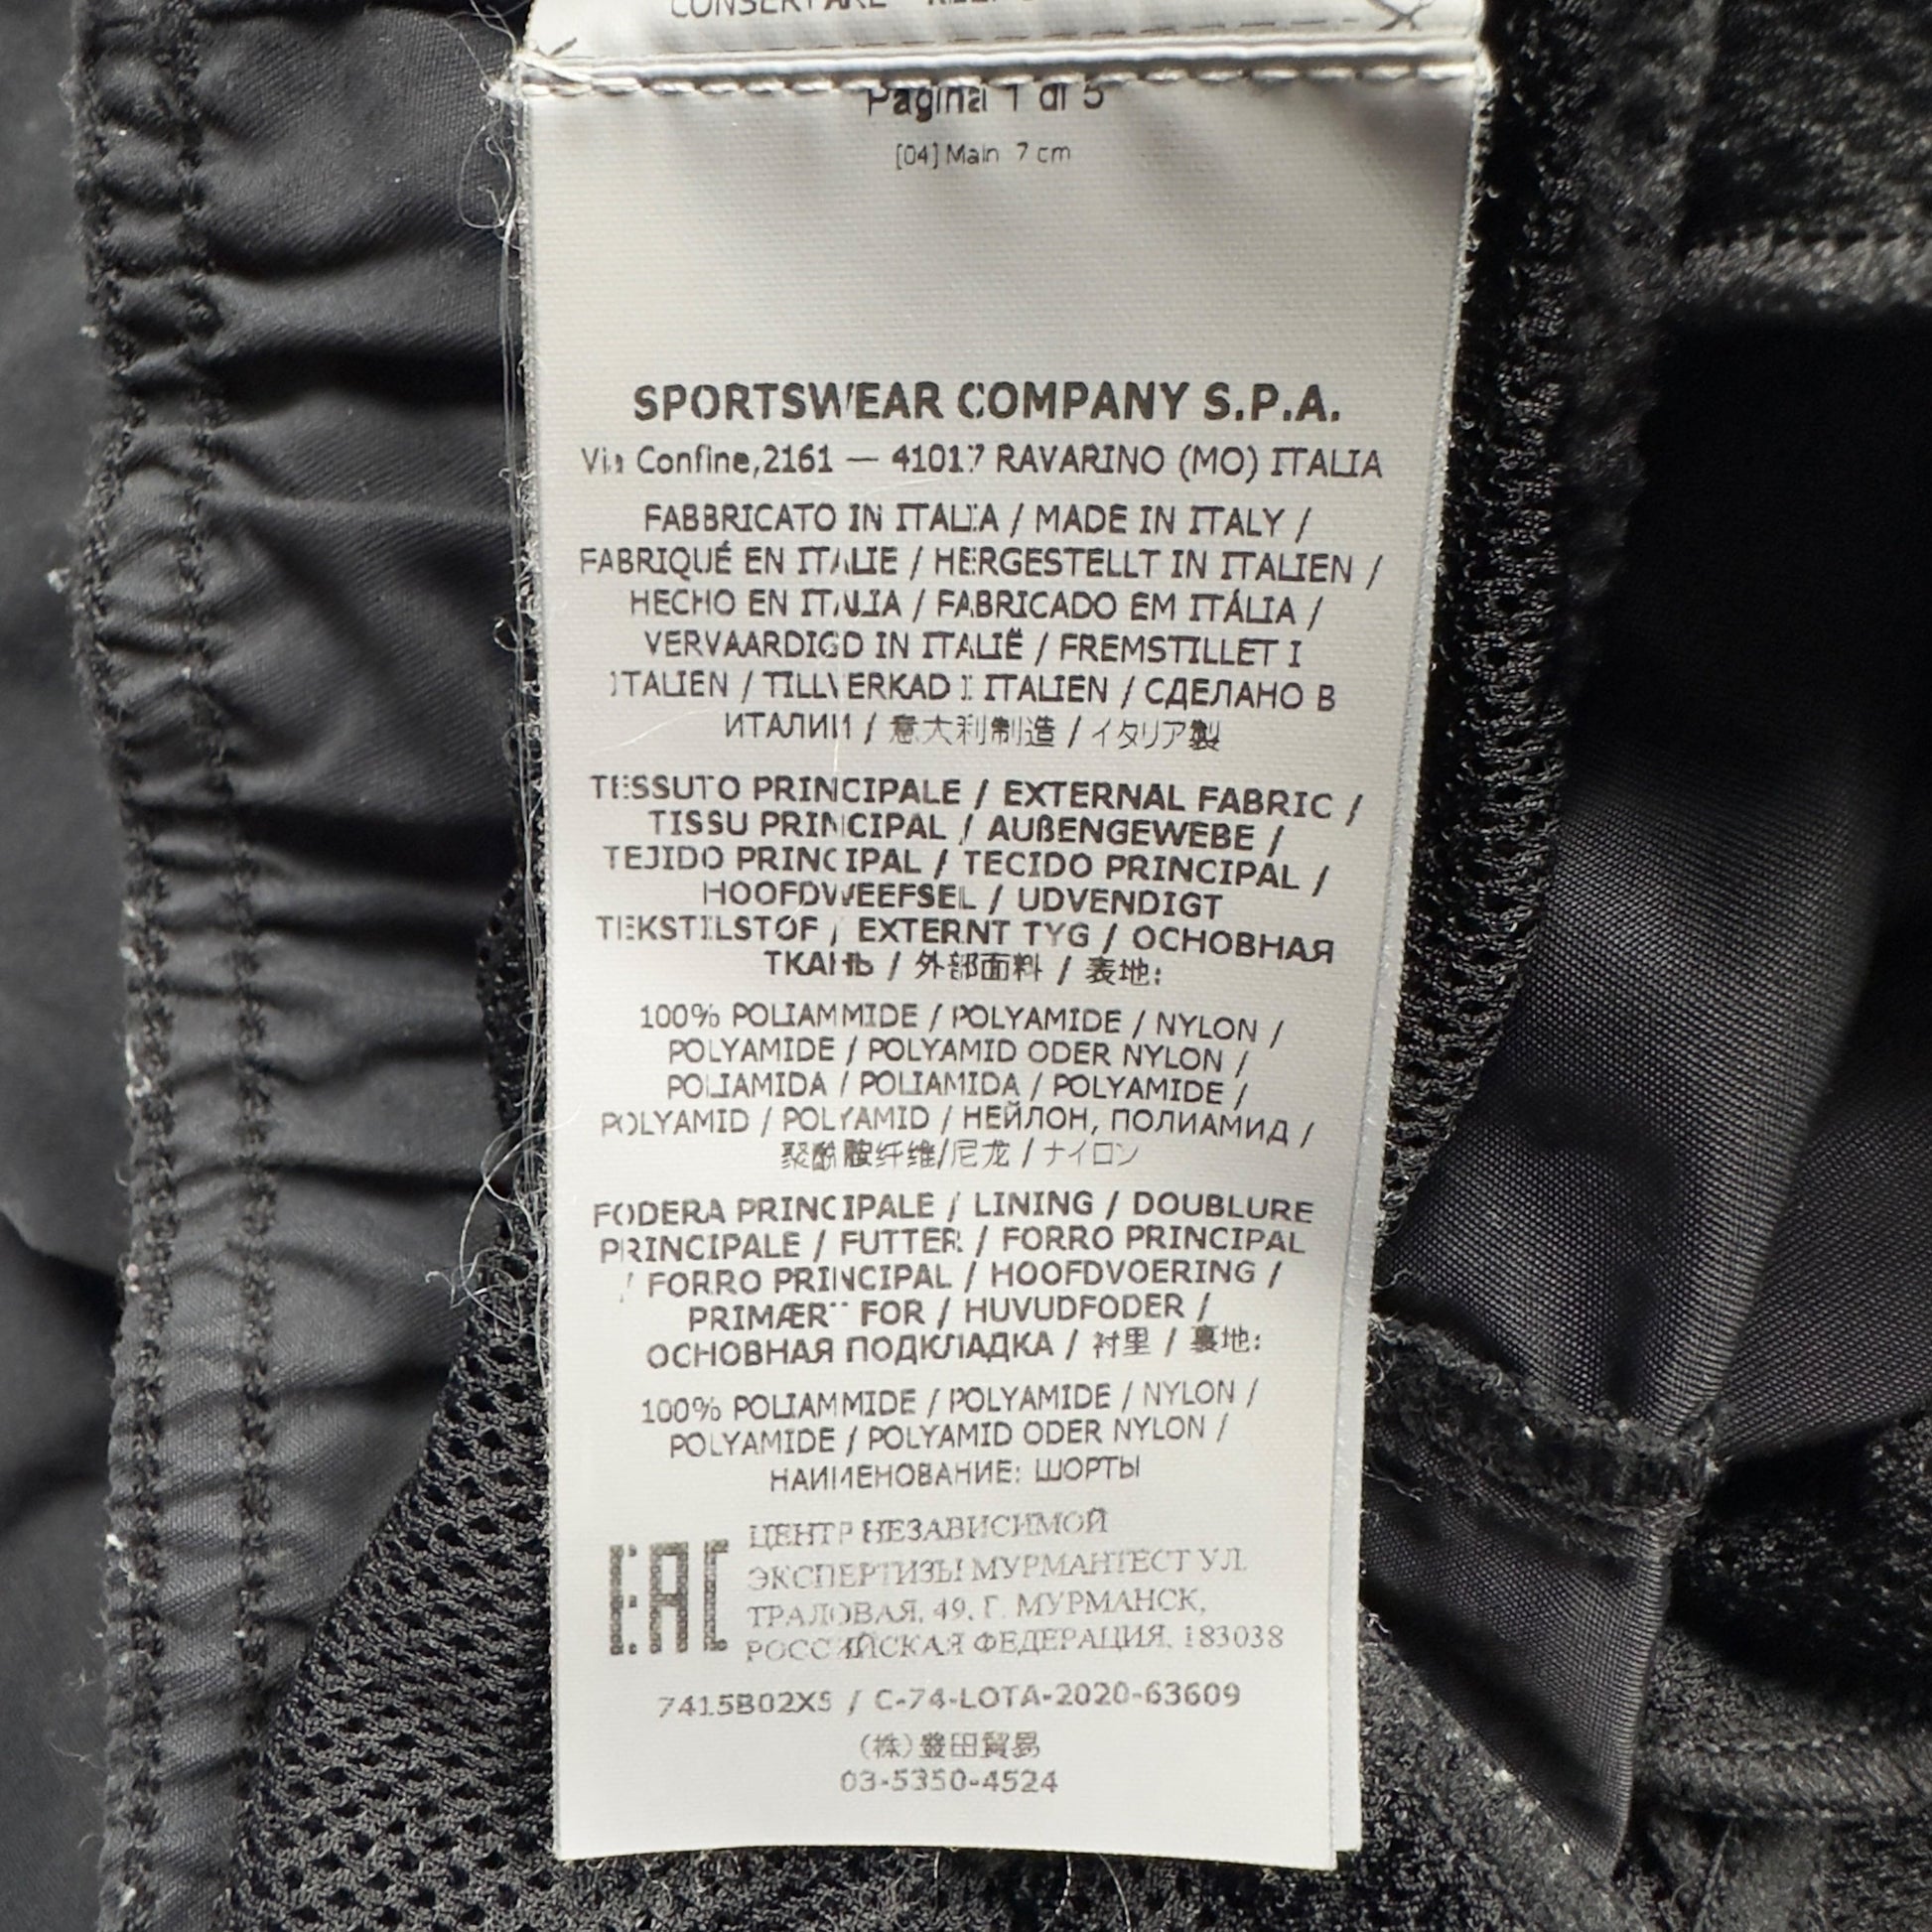 CONSERVARE
Pagina 1 di 5
[04] Main 7 cm
SPORTSWEAR COMPANY S.P.A.
Via Confine,2161 — 41017 RAVARINO (MO) ITALIA
FABBRICATO IN ITALIA / MADE IN ITALY /
FABRIQUÉ EN ITALIE / HERGESTELLT IN ITALIEN /
HECHO EN ITALIA / FABRICADO EM ITÁLIA /
VERVAARDIGD IN ITALIË / FREMSTILLET I
ITALIEN / TILLVERKAD I ITALIEN / СДЕЛАНО В
ИТАЛИИ / 意大利制造 / イタリア製
TESSUTO PRINCIPALE / EXTERNAL FABRIC /
TISSU PRINCIPAL / AUßENGEWEBE /
TEJIDO PRINCIPAL / TECIDO PRINCIPAL /
HOOFDWEEFSEL / UDVENDIGT
TEKSTILSTOF / EXTERNT TYG / ОСНОВНАЯ
ТКАНЬ / 外部面料 / 表地:
100% POLIAMMIDE / POLYAMIDE / NYLON /
POLYAMIDE / POLYAMID ODER NYLON /
POLIAMIDA / POLIAMIDA / POLYAMIDE /
POLYAMID / POLYAMID / НЕЙЛОН, ПОЛИАМИД /
聚酰胺纤维/尼龙 / ナイロン
FODERA PRINCIPALE / LINING / DOUBLURE
PRINCIPALE / FUTTER / FORRO PRINCIPAL
/ FORRO PRINCIPAL / HOOFDVOERING /
PRIMÆRT FOR / HUVUDFODER /
ОСНОВНАЯ ПОДКЛАДКА / 衬里 / 裏地:
100% POLIAMMIDE / POLYAMIDE / NYLON /
POLYAMIDE / POLYAMID ODER NYLON /
НАИМЕНОВАНИЕ: ШОРТЫ
EAC
ЦЕНТР НЕЗАВИСИМОЙ
ЭКСПЕРТИЗЫ МУРМАНТЕСТ УЛ.
ТРАЛОВАЯ, 49, Г. МУРМАНСК,
РОССИЙСКАЯ ФЕДЕРАЦИЯ, 183038
7415B02XS / C-74-LOTA-2020-63609
(株)豊田貿易
03-5350-4524